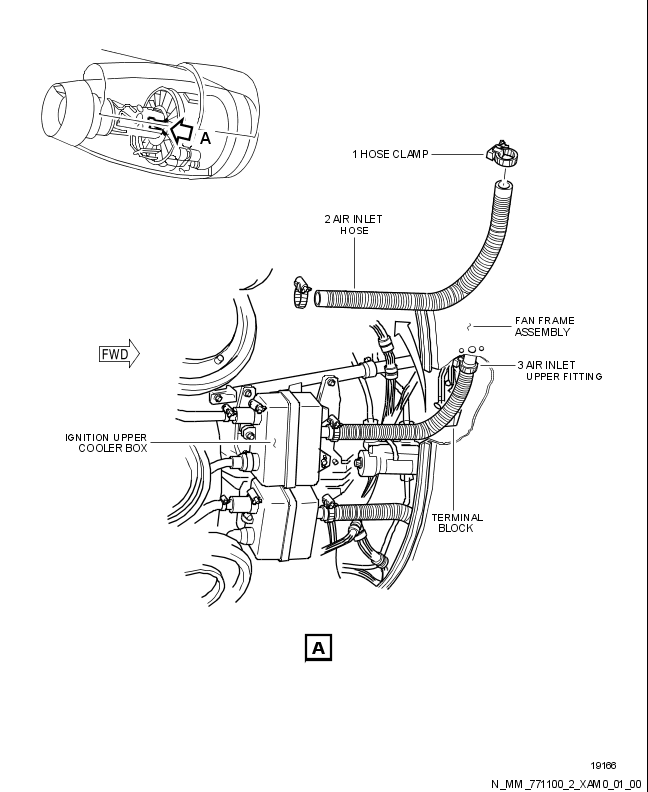 A
1 HOSE CLAMP
2 AIR INLET
HOSE
FAN FRAME
ASSEMBLY
FWD
3 AIR INLET
UPPER FITTING
IGNITION UPPER
COOLER BOX
TERMINAL
BLOCK
A
19166
N_MM_771100_2_XAM0_01_00